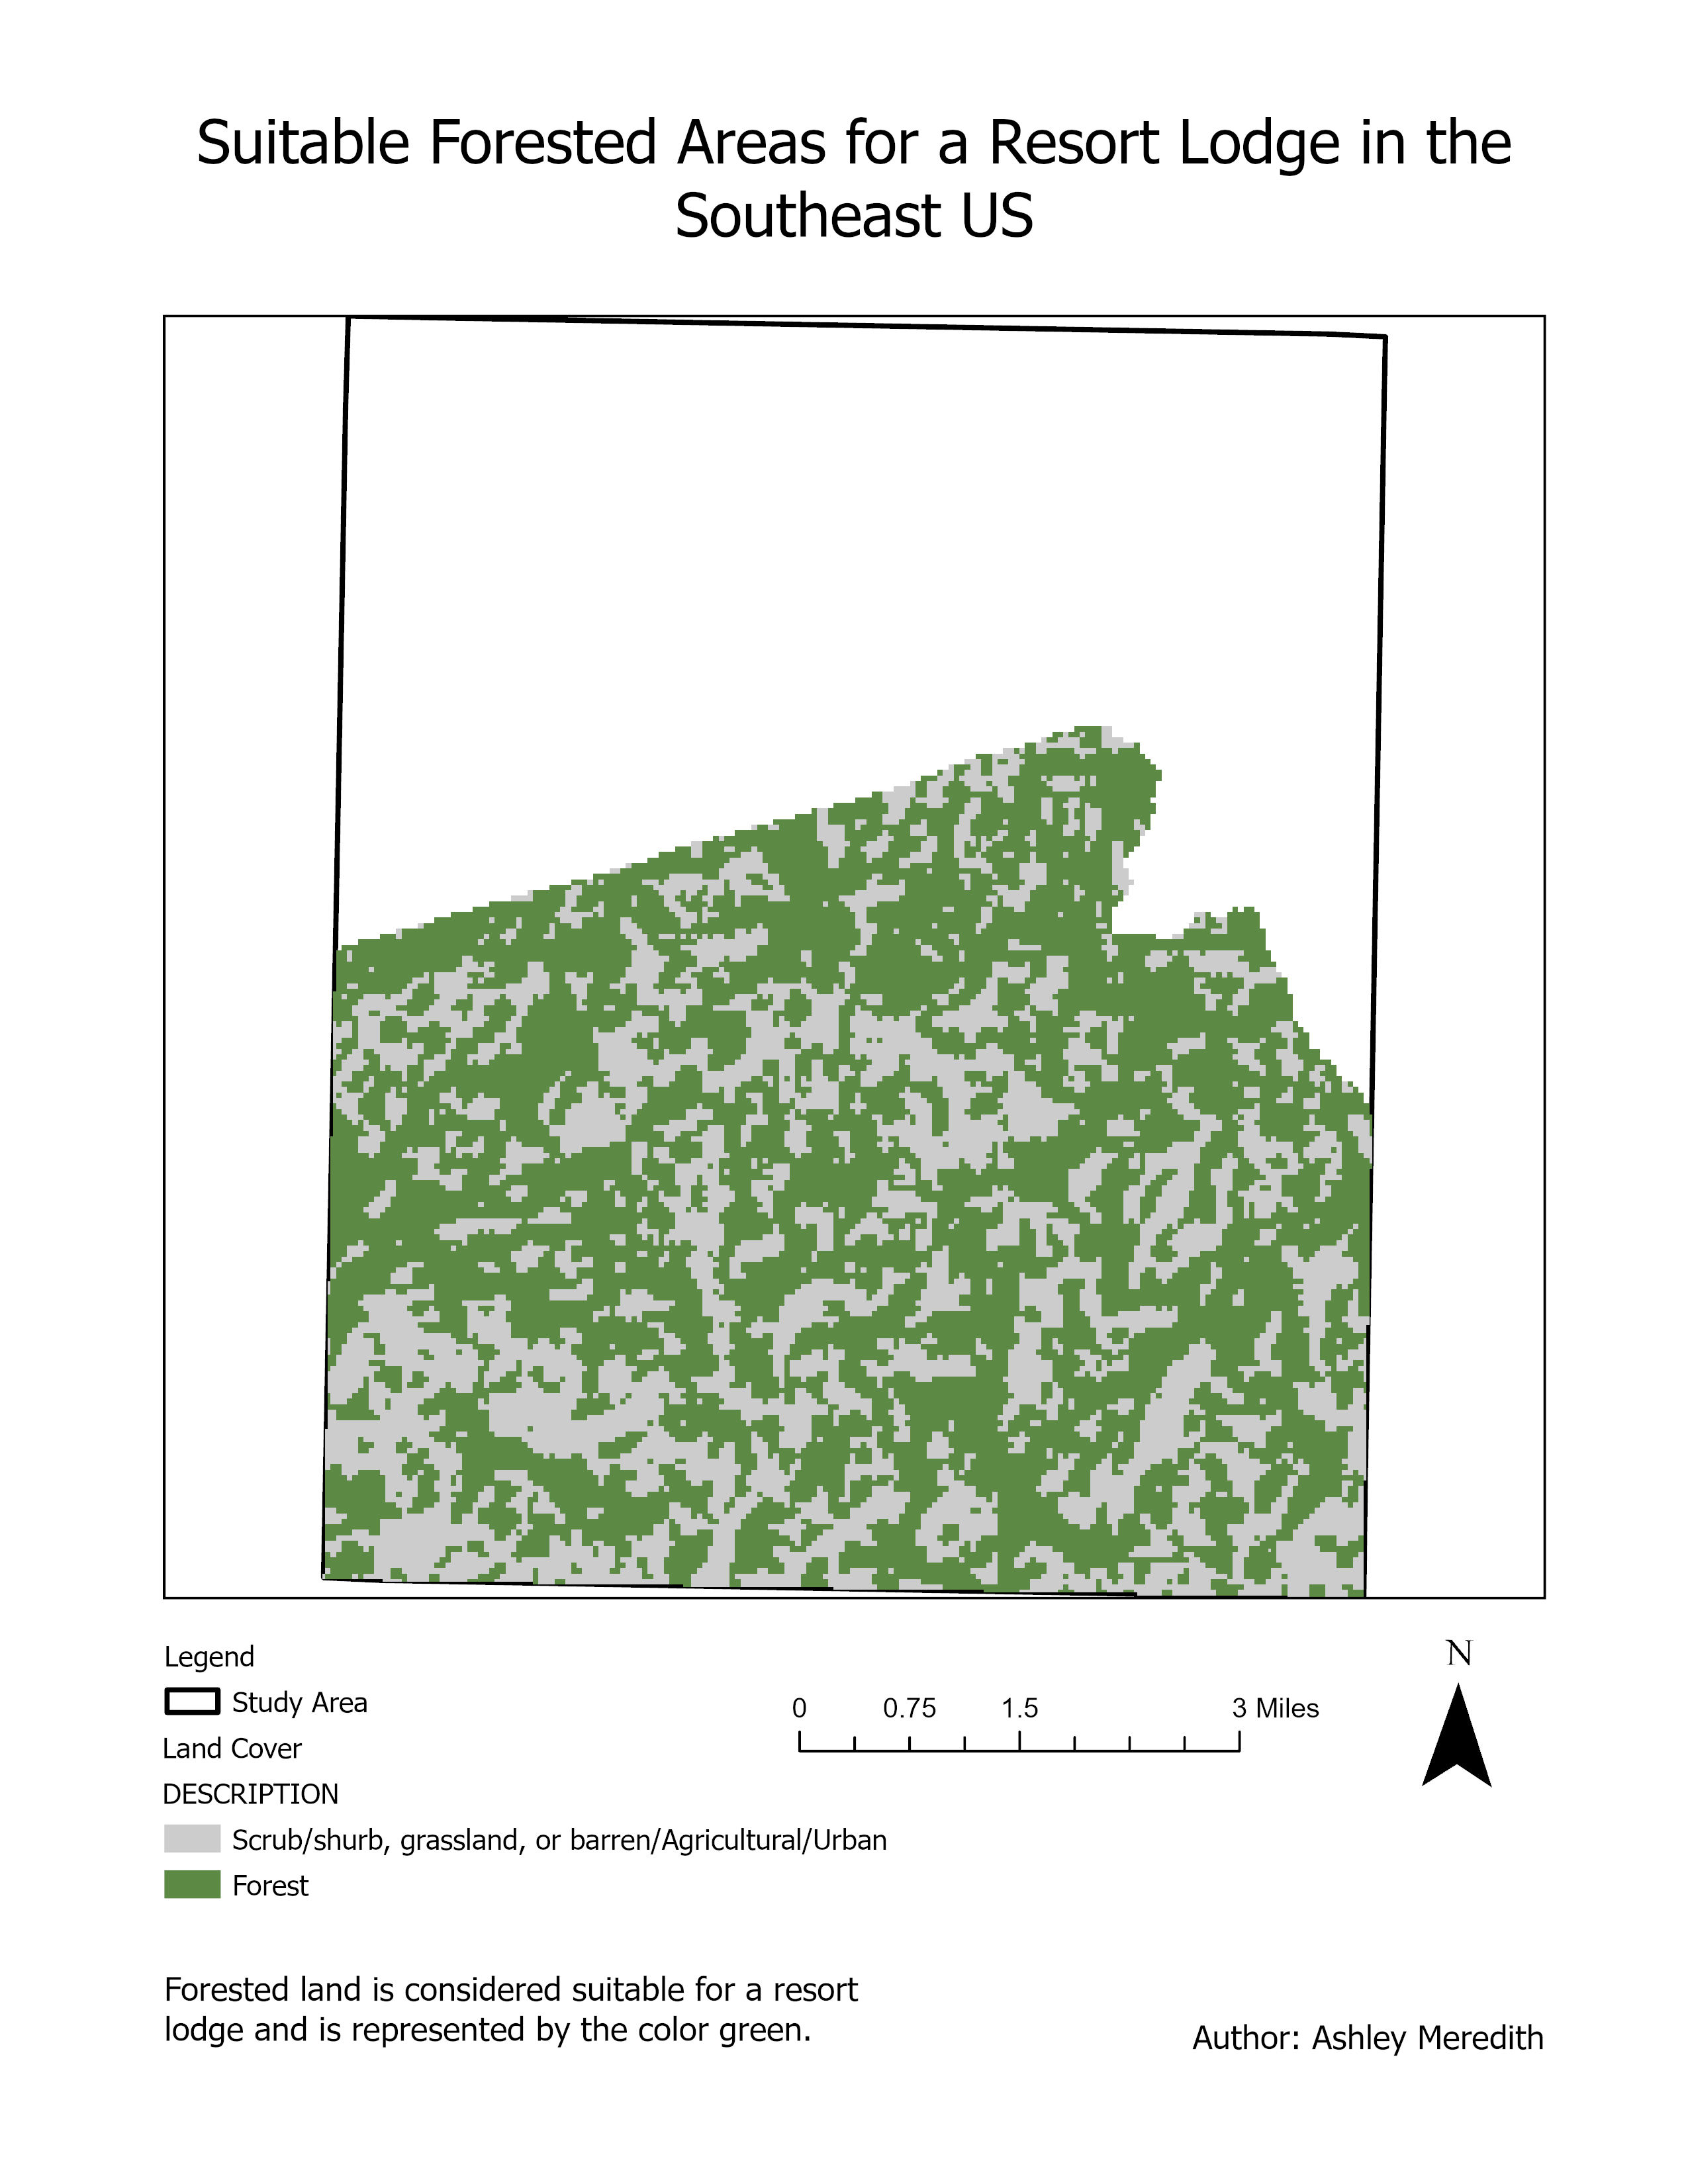 Suitable Forested Areas for a Resort Lodge in the
Southeast US
Legend
Study Area
Land Cover
DESCRIPTION
Scrub/shurb, grassland, or barren/Agricultural/Urban
Forest
0 0.75 1.5 3 Miles
N
Forested land is considered suitable for a resort
lodge and is represented by the color green.
Author: Ashley Meredith